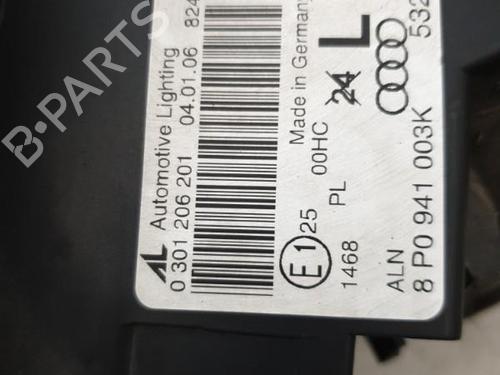 AL Automotive Lighting
0 301 206 201 04.01.06 824
Made in Germany
E1 25 00HC 24 L
1468 PL
ALN 532
8 P0 941 003K
B-PARTS